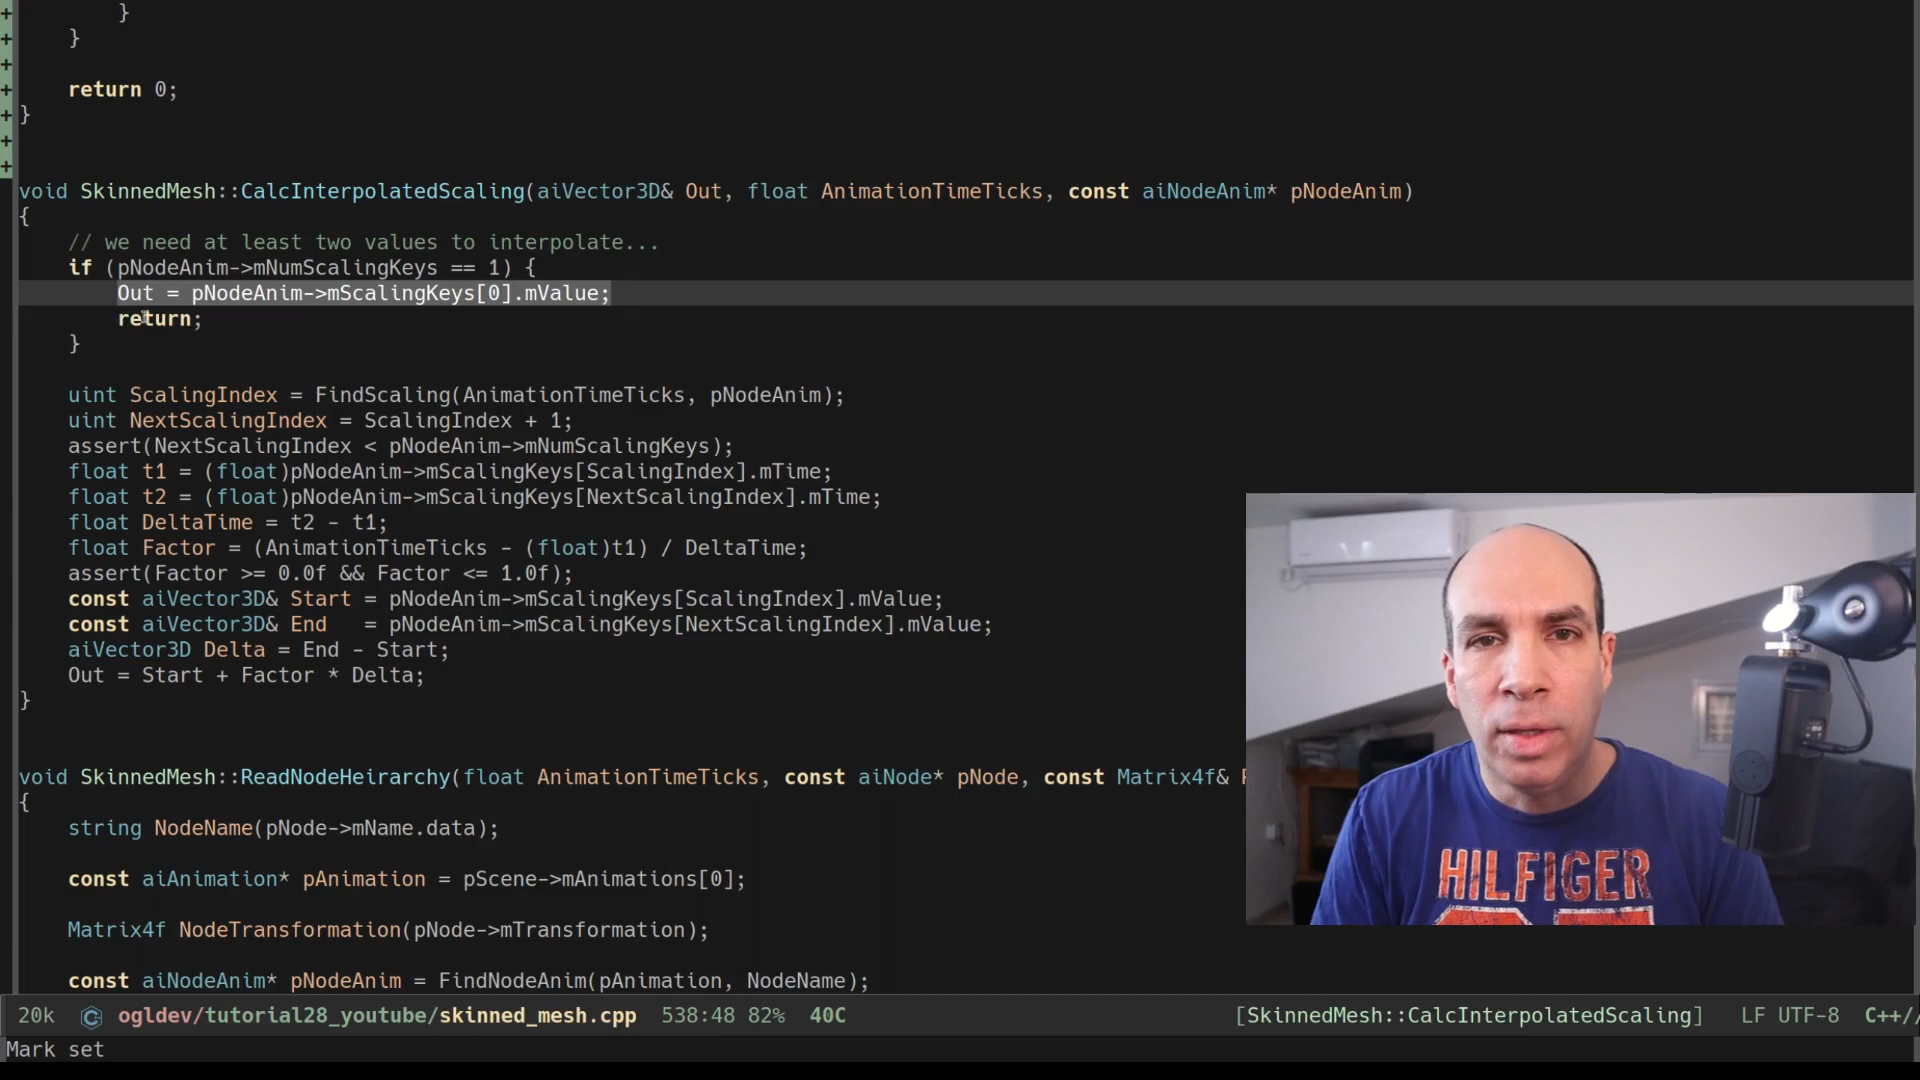 + }
+ }
+
+ return 0;
+ }
+
+
void SkinnedMesh::CalcInterpolatedScaling(aiVector3D& Out, float AnimationTimeTicks, const aiNodeAnim* pNodeAnim)
{
// we need at least two values to interpolate...
if (pNodeAnim->mNumScalingKeys == 1) {
Out = pNodeAnim->mScalingKeys[0].mValue;
return;
}
uint ScalingIndex = FindScaling(AnimationTimeTicks, pNodeAnim);
uint NextScalingIndex = ScalingIndex + 1;
assert(NextScalingIndex < pNodeAnim->mNumScalingKeys);
float t1 = (float)pNodeAnim->mScalingKeys[ScalingIndex].mTime;
float t2 = (float)pNodeAnim->mScalingKeys[NextScalingIndex].mTime;
float DeltaTime = t2 - t1;
float Factor = (AnimationTimeTicks - (float)t1) / DeltaTime;
assert(Factor >= 0.0f && Factor <= 1.0f);
const aiVector3D& Start = pNodeAnim->mScalingKeys[ScalingIndex].mValue;
const aiVector3D& End   = pNodeAnim->mScalingKeys[NextScalingIndex].mValue;
aiVector3D Delta = End - Start;
Out = Start + Factor * Delta;
}
void SkinnedMesh::ReadNodeHeirarchy(float AnimationTimeTicks, const aiNode* pNode, const Matrix4f&
{
string NodeName(pNode->mName.data);
const aiAnimation* pAnimation = pScene->mAnimations[0];
Matrix4f NodeTransformation(pNode->mTransformation);
const aiNodeAnim* pNodeAnim = FindNodeAnim(pAnimation, NodeName);
HILFIGER
20k ogldev/tutorial28_youtube/skinned_mesh.cpp 538:48 82% 40C [SkinnedMesh::CalcInterpolatedScaling] LF UTF-8 C++//
Mark set